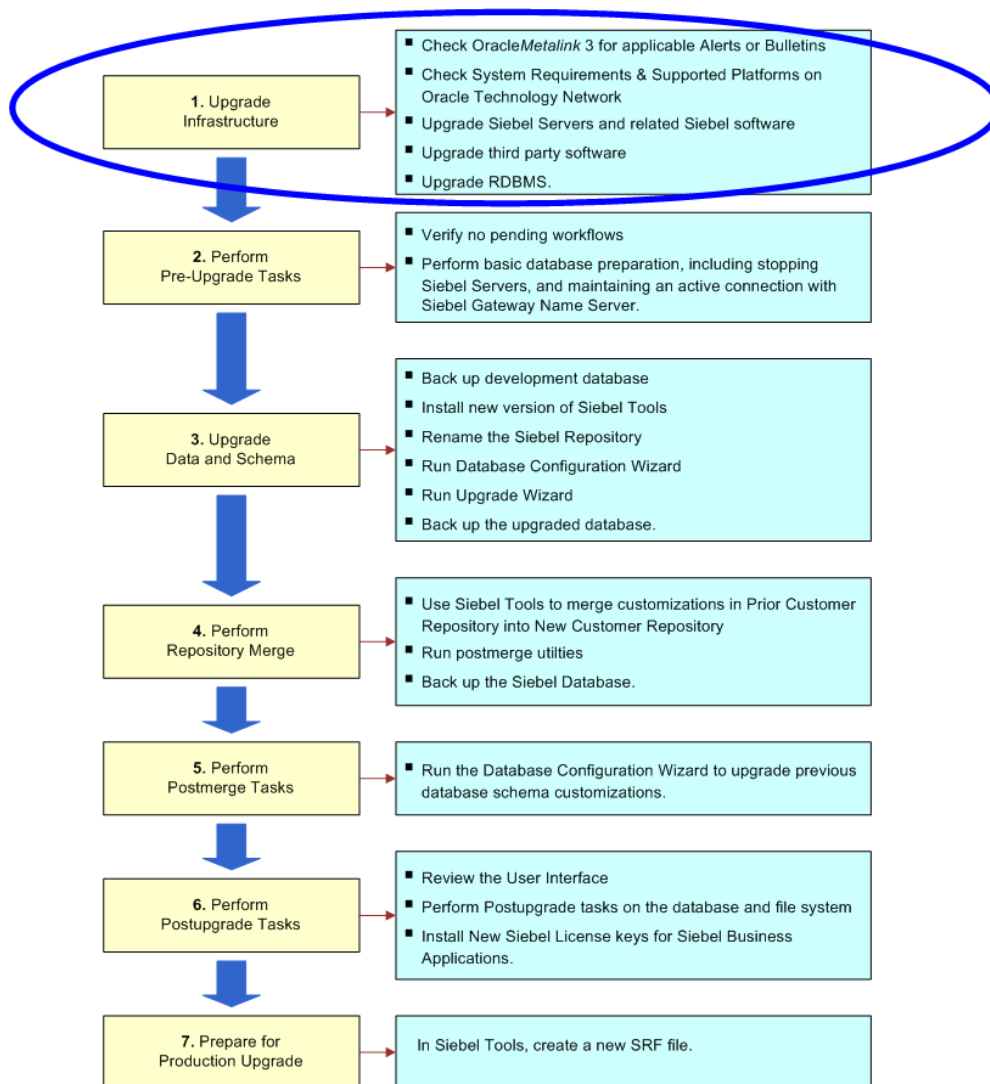 1. Upgrade
Infrastructure
▪ Check OracleMetalink 3 for applicable Alerts or Bulletins
▪ Check System Requirements & Supported Platforms on
Oracle Technology Network
▪ Upgrade Siebel Servers and related Siebel software
▪ Upgrade third party software
▪ Upgrade RDBMS.
2. Perform
Pre-Upgrade Tasks
▪ Verify no pending workflows
▪ Perform basic database preparation, including stopping
Siebel Servers, and maintaining an active connection with
Siebel Gateway Name Server.
3. Upgrade
Data and Schema
▪ Back up development database
▪ Install new version of Siebel Tools
▪ Rename the Siebel Repository
▪ Run Database Configuration Wizard
▪ Run Upgrade Wizard
▪ Back up the upgraded database.
4. Perform
Repository Merge
▪ Use Siebel Tools to merge customizations in Prior Customer
Repository into New Customer Repository
▪ Run postmerge utilties
▪ Back up the Siebel Database.
5. Perform
Postmerge Tasks
▪ Run the Database Configuration Wizard to upgrade previous
database schema customizations.
6. Perform
Postupgrade Tasks
▪ Review the User Interface
▪ Perform Postupgrade tasks on the database and file system
▪ Install New Siebel License keys for Siebel Business
Applications.
7. Prepare for
Production Upgrade
In Siebel Tools, create a new SRF file.